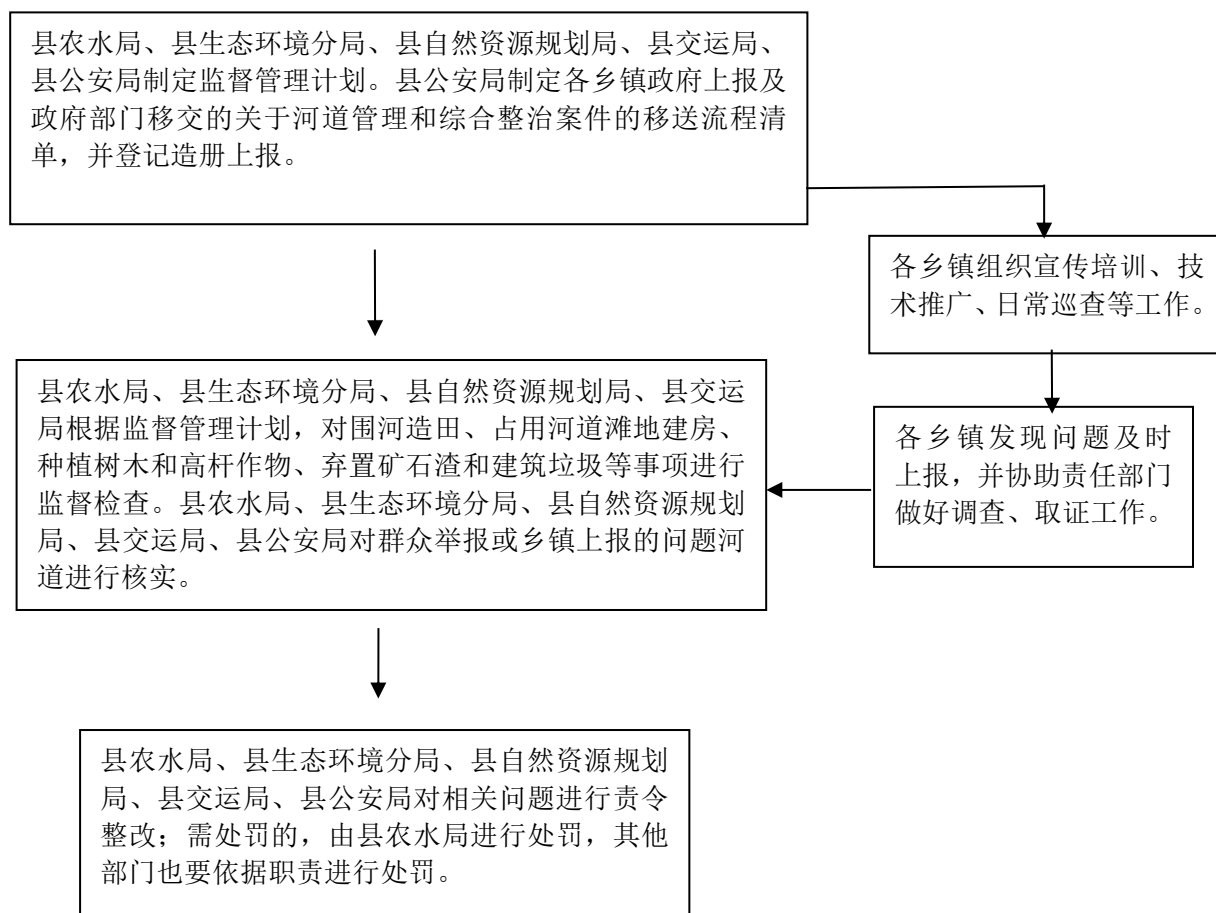 县农水局、县生态环境分局、县自然资源规划局、县交运局、
县公安局制定监督管理计划。县公安局制定各乡镇政府上报及
政府部门移交的关于河道管理和综合整治案件的移送流程清
单，并登记造册上报。
各乡镇组织宣传培训、技
术推广、日常巡查等工作。
县农水局、县生态环境分局、县自然资源规划局、县交运
局根据监督管理计划，对围河造田、占用河道滩地建房、
种植树木和高杆作物、弃置矿石渣和建筑垃圾等事项进行
监督检查。县农水局、县生态环境分局、县自然资源规划
局、县交运局、县公安局对群众举报或乡镇上报的问题河
道进行核实。
各乡镇发现问题及时
上报，并协助责任部门
做好调查、取证工作。
县农水局、县生态环境分局、县自然资源规划
局、县交运局、县公安局对相关问题进行责令
整改；需处罚的，由县农水局进行处罚，其他
部门也要依据职责进行处罚。